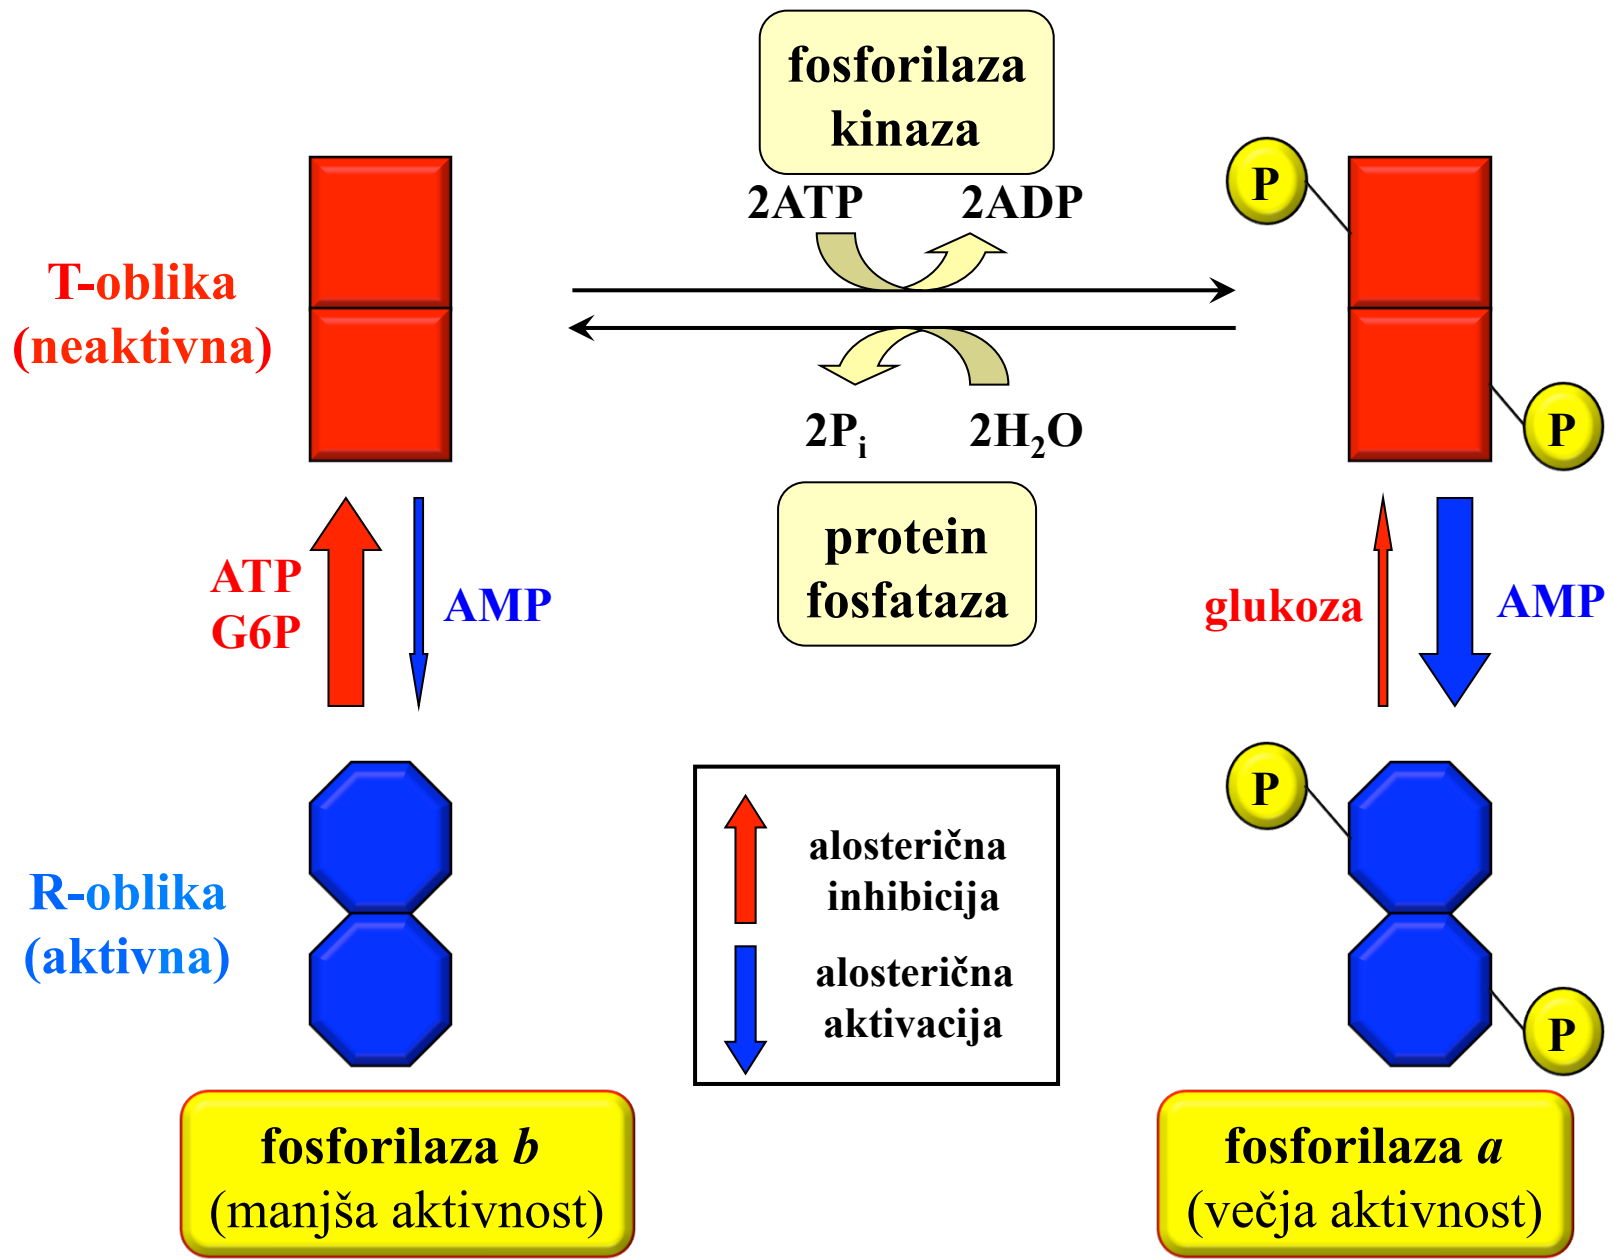 fosforilaza
kinaza
2ATP
2ADP
P
T-oblika
(neaktivna)
2Pᵢ
2H₂O
P
protein
fosfataza
ATP
G6P
AMP
glukoza
AMP
P
alosterična
inhibicija
R-oblika
(aktivna)
alosterična
aktivacija
P
fosforilaza b
(manjša aktivnost)
fosforilaza a
(večja aktivnost)